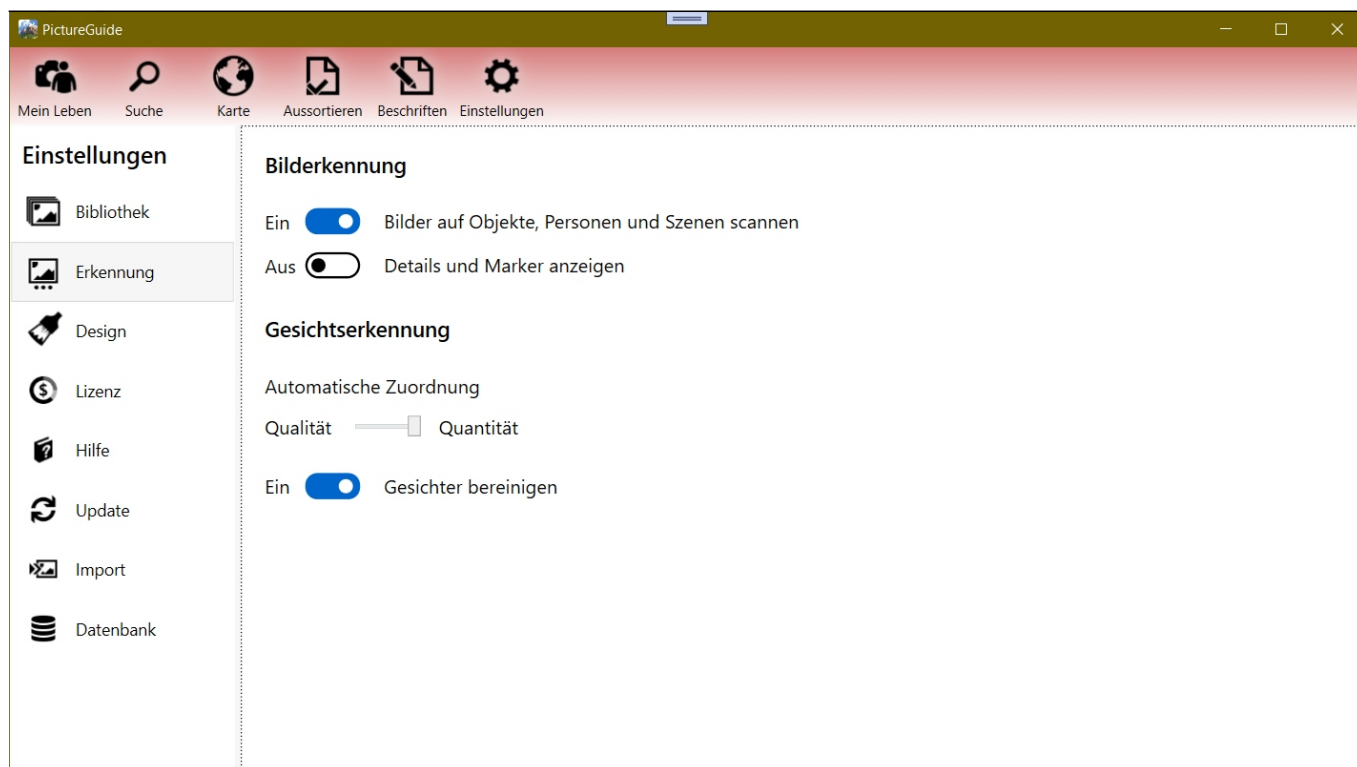 PictureGuide
Mein Leben Suche Karte Aussortieren Beschriften Einstellungen
Einstellungen
Bibliothek
Erkennung
Design
Lizenz
Hilfe
Update
Import
Datenbank
Bilderkennung
Ein Bilder auf Objekte, Personen und Szenen scannen
Aus Details und Marker anzeigen
Gesichtserkennung
Automatische Zuordnung
Qualität Quantität
Ein Gesichter bereinigen